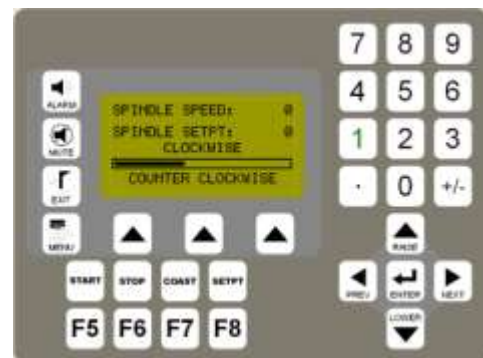 7 8 9
ALARM
4 5 6
SPINDLE SPEED: 0
SPINDLE SETPT: 0
MUTE
1 2 3
CLOCKWISE
EXIT
COUNTER CLOCKWISE
. 0 +/-
MENU
RAISE
START STOP COAST SETPT
PREV ENTER NEXT
F5 F6 F7 F8
LOWER